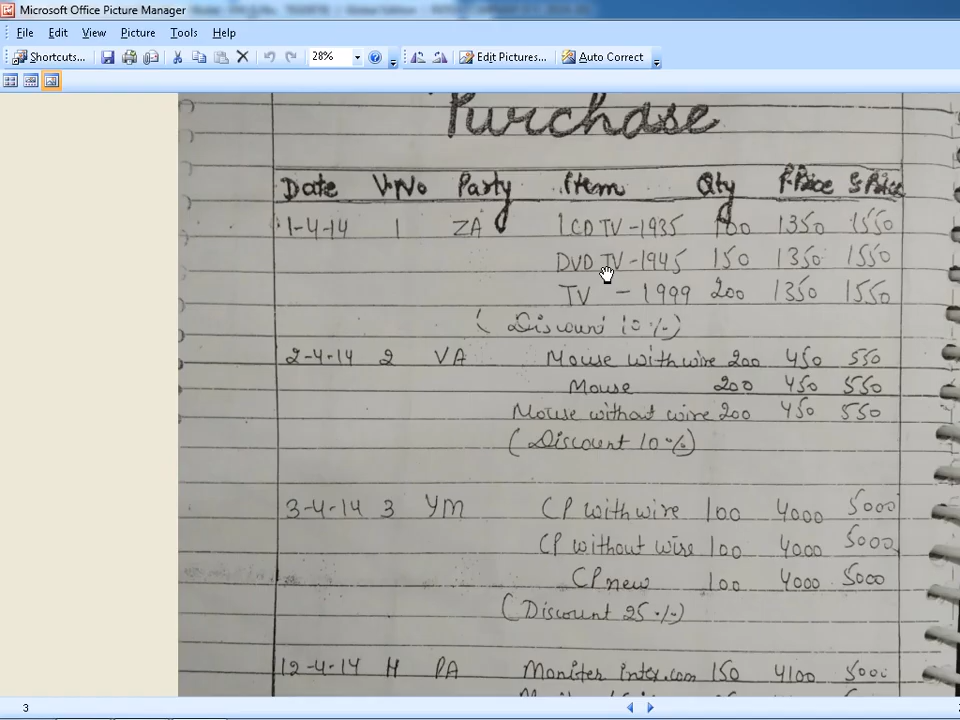 Microsoft Office Picture Manager
File Edit View Picture Tools Help
Shortcuts... 28% Edit Pictures... Auto Correct
Purchase
Date V.No Party Item Qty P.Price S.Price
1-4-14 1 ZA LCD TV -1935 100 1350 1550
DVD TV -1945 150 1350 1550
TV - 1999 200 1350 1550
( Discount 10 %)
2-4-14 2 VA Mouse with wire 200 450 550
Mouse 200 450 550
Mouse without wire 200 450 550
(Discount 10%)
3-4-14 3 YM CP with wire 100 4000 5000
CP without wire 100 4000 5000
CP new 100 4000 5000
(Discount 25 %)
12-4-14 4 PA Moniter intex.com 150 4100 5000
3